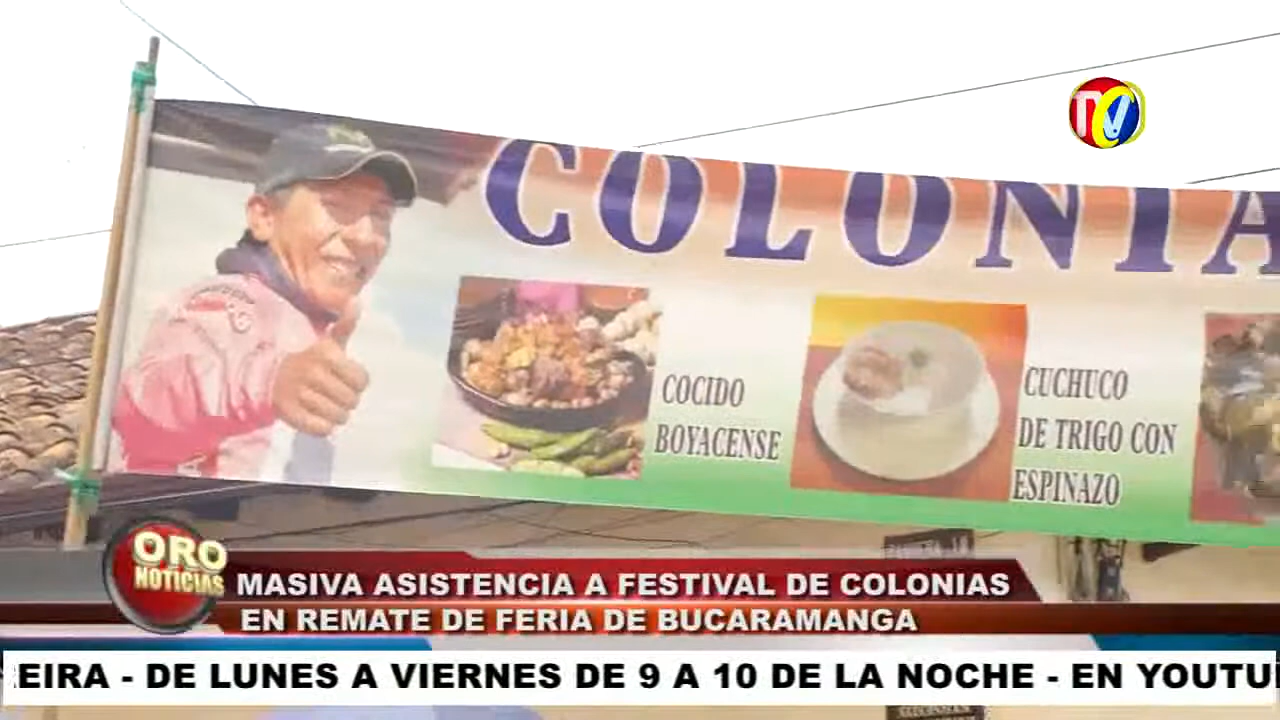 TVC
COLONIA
COCIDO
BOYACENSE
CUCHUCO
DE TRIGO CON
ESPINAZO
ORO
NOTICIAS
MASIVA ASISTENCIA A FESTIVAL DE COLONIAS
EN REMATE DE FERIA DE BUCARAMANGA
EIRA - DE LUNES A VIERNES DE 9 A 10 DE LA NOCHE - EN YOUTU